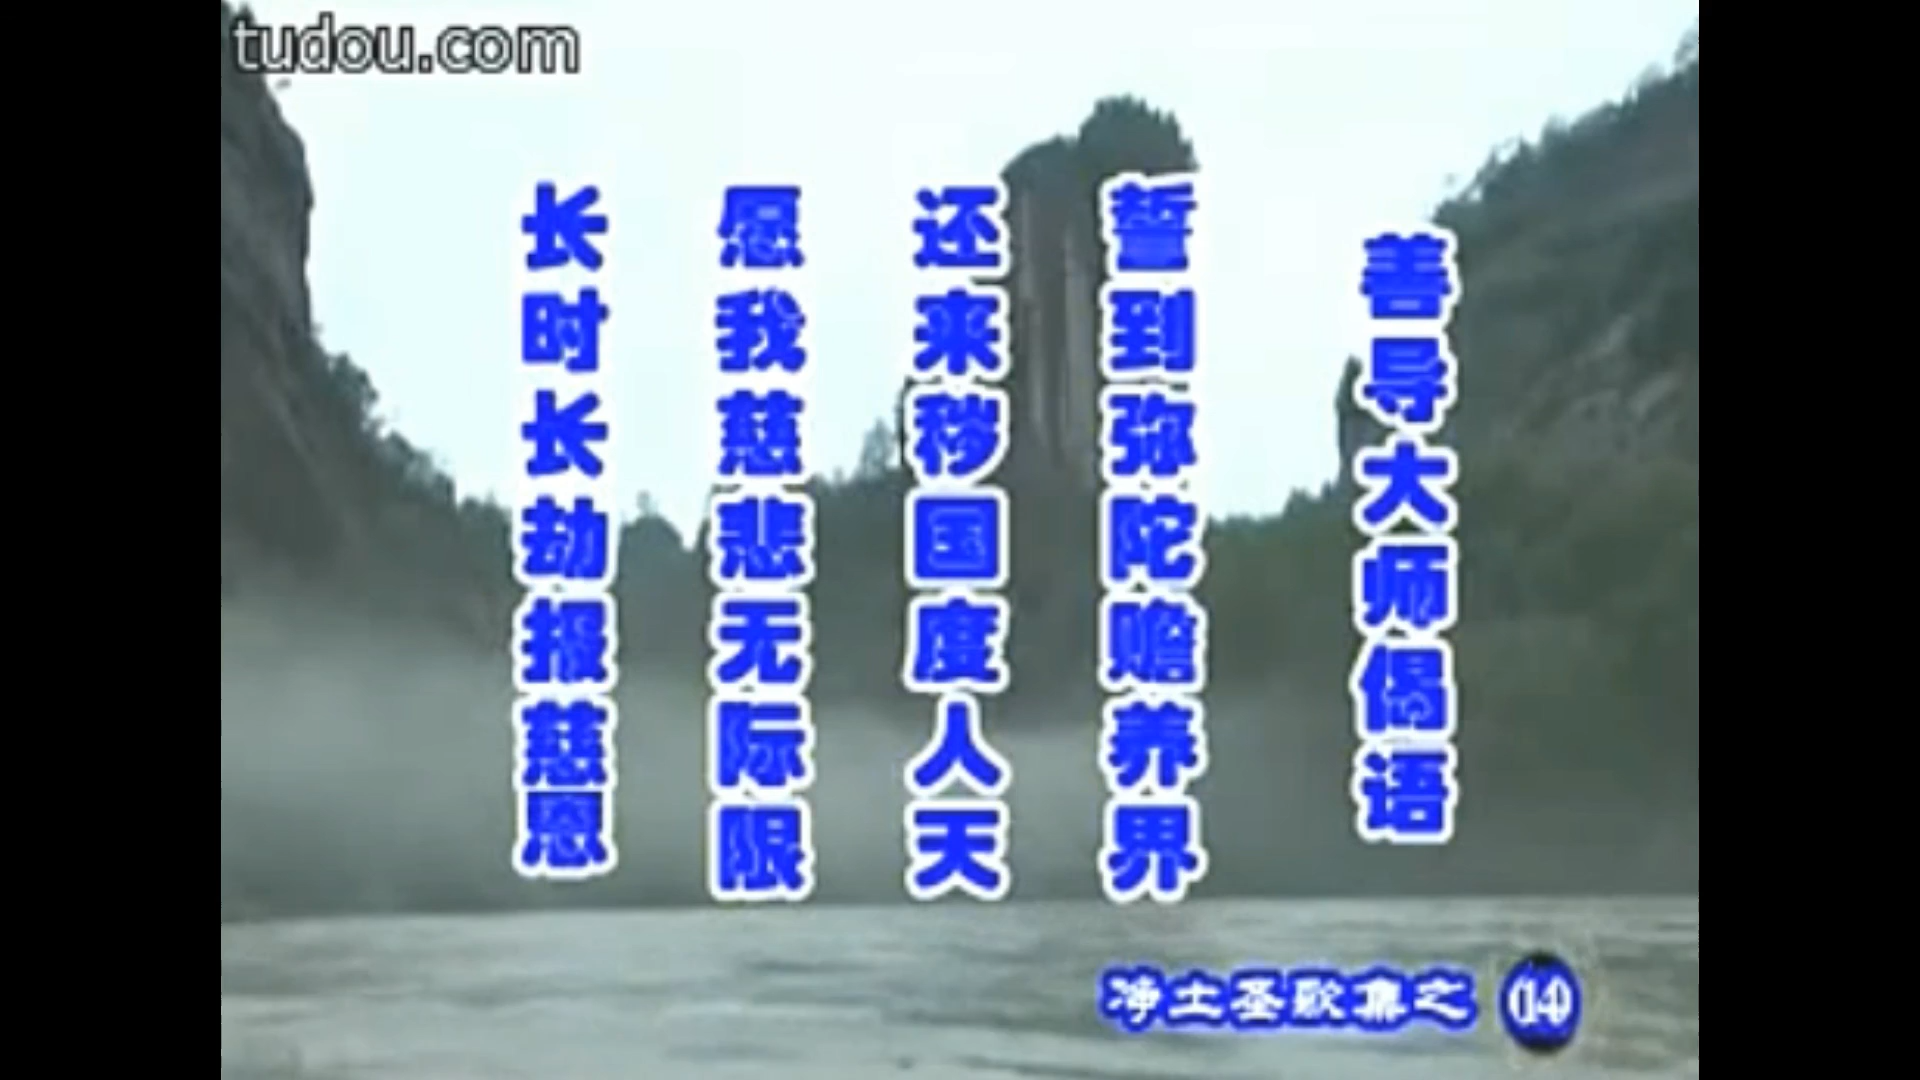 tudou.com
善导大师偈语
誓到弥陀赡养界
还来秽国度人天
愿我慈悲无际限
长时长劫报慈恩
净土圣歌集之 14